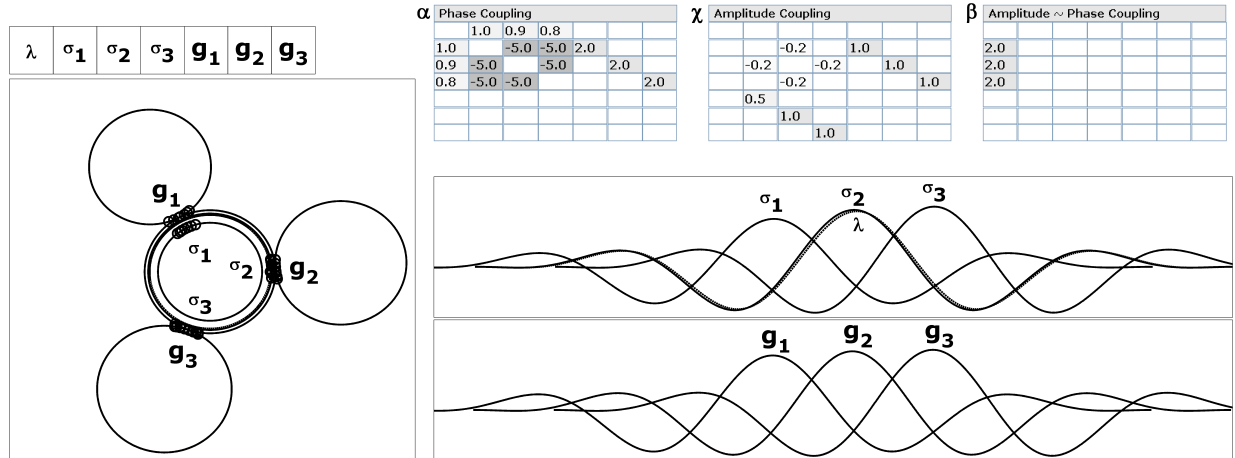 α Phase Coupling
1.0 0.9 0.8
1.0 -5.0 -5.0 2.0
0.9 -5.0 -5.0 2.0
0.8 -5.0 -5.0 2.0
χ Amplitude Coupling
-0.2 1.0
-0.2 -0.2 1.0
-0.2 1.0
0.5
1.0
1.0
β Amplitude ~ Phase Coupling
2.0
2.0
2.0
λ σ1 σ2 σ3 g1 g2 g3
g1
σ1
σ2 g2
σ3
g3
σ1 σ2 σ3
λ
g1 g2 g3